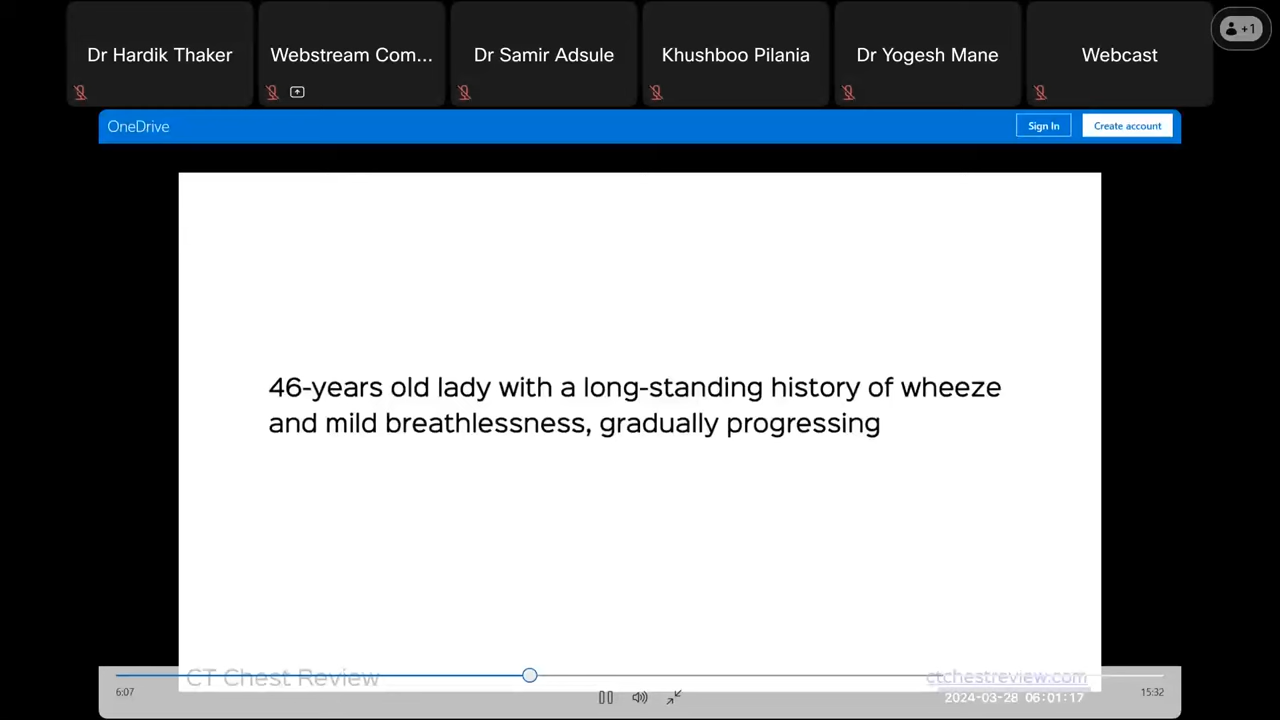 Dr Hardik Thaker
Webstream Com...
Dr Samir Adsule
Khushboo Pilania
Dr Yogesh Mane
Webcast
+1
OneDrive
Sign In
Create account
46-years old lady with a long-standing history of wheeze
and mild breathlessness, gradually progressing
CT Chest Review
ctchestreview.com
6:07
15:32
2024-03-28 06:01:17